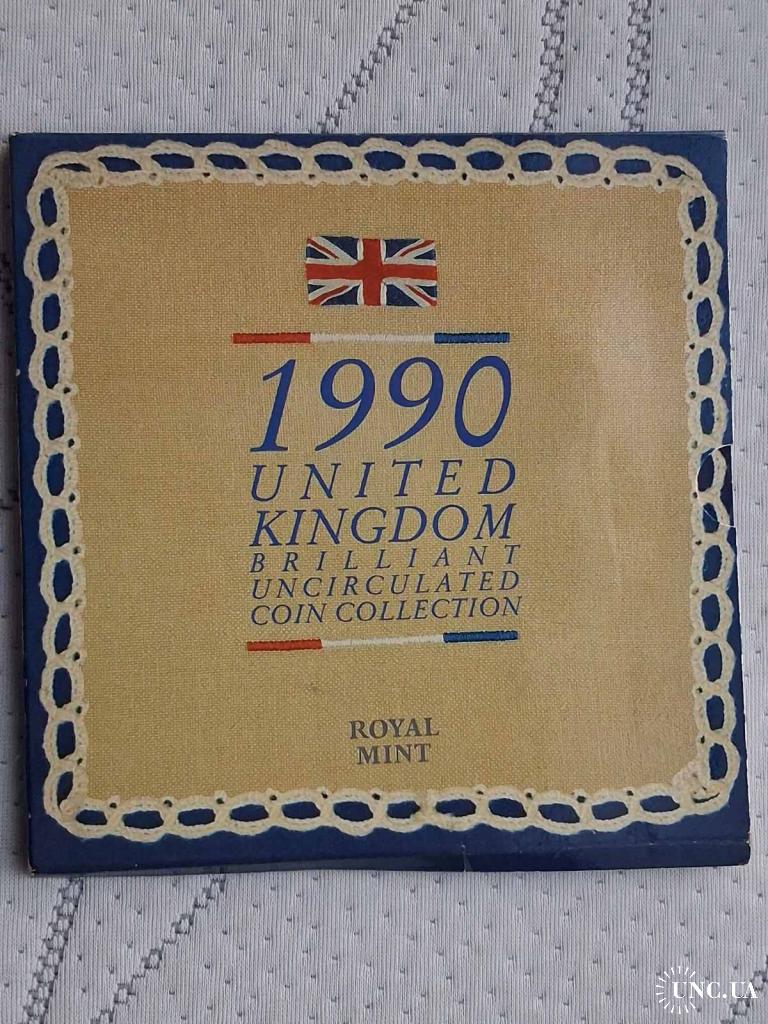 1990
UNITED
KINGDOM
BRILLIANT
UNCIRCULATED
COIN COLLECTION
ROYAL
MINT
UNC.UA